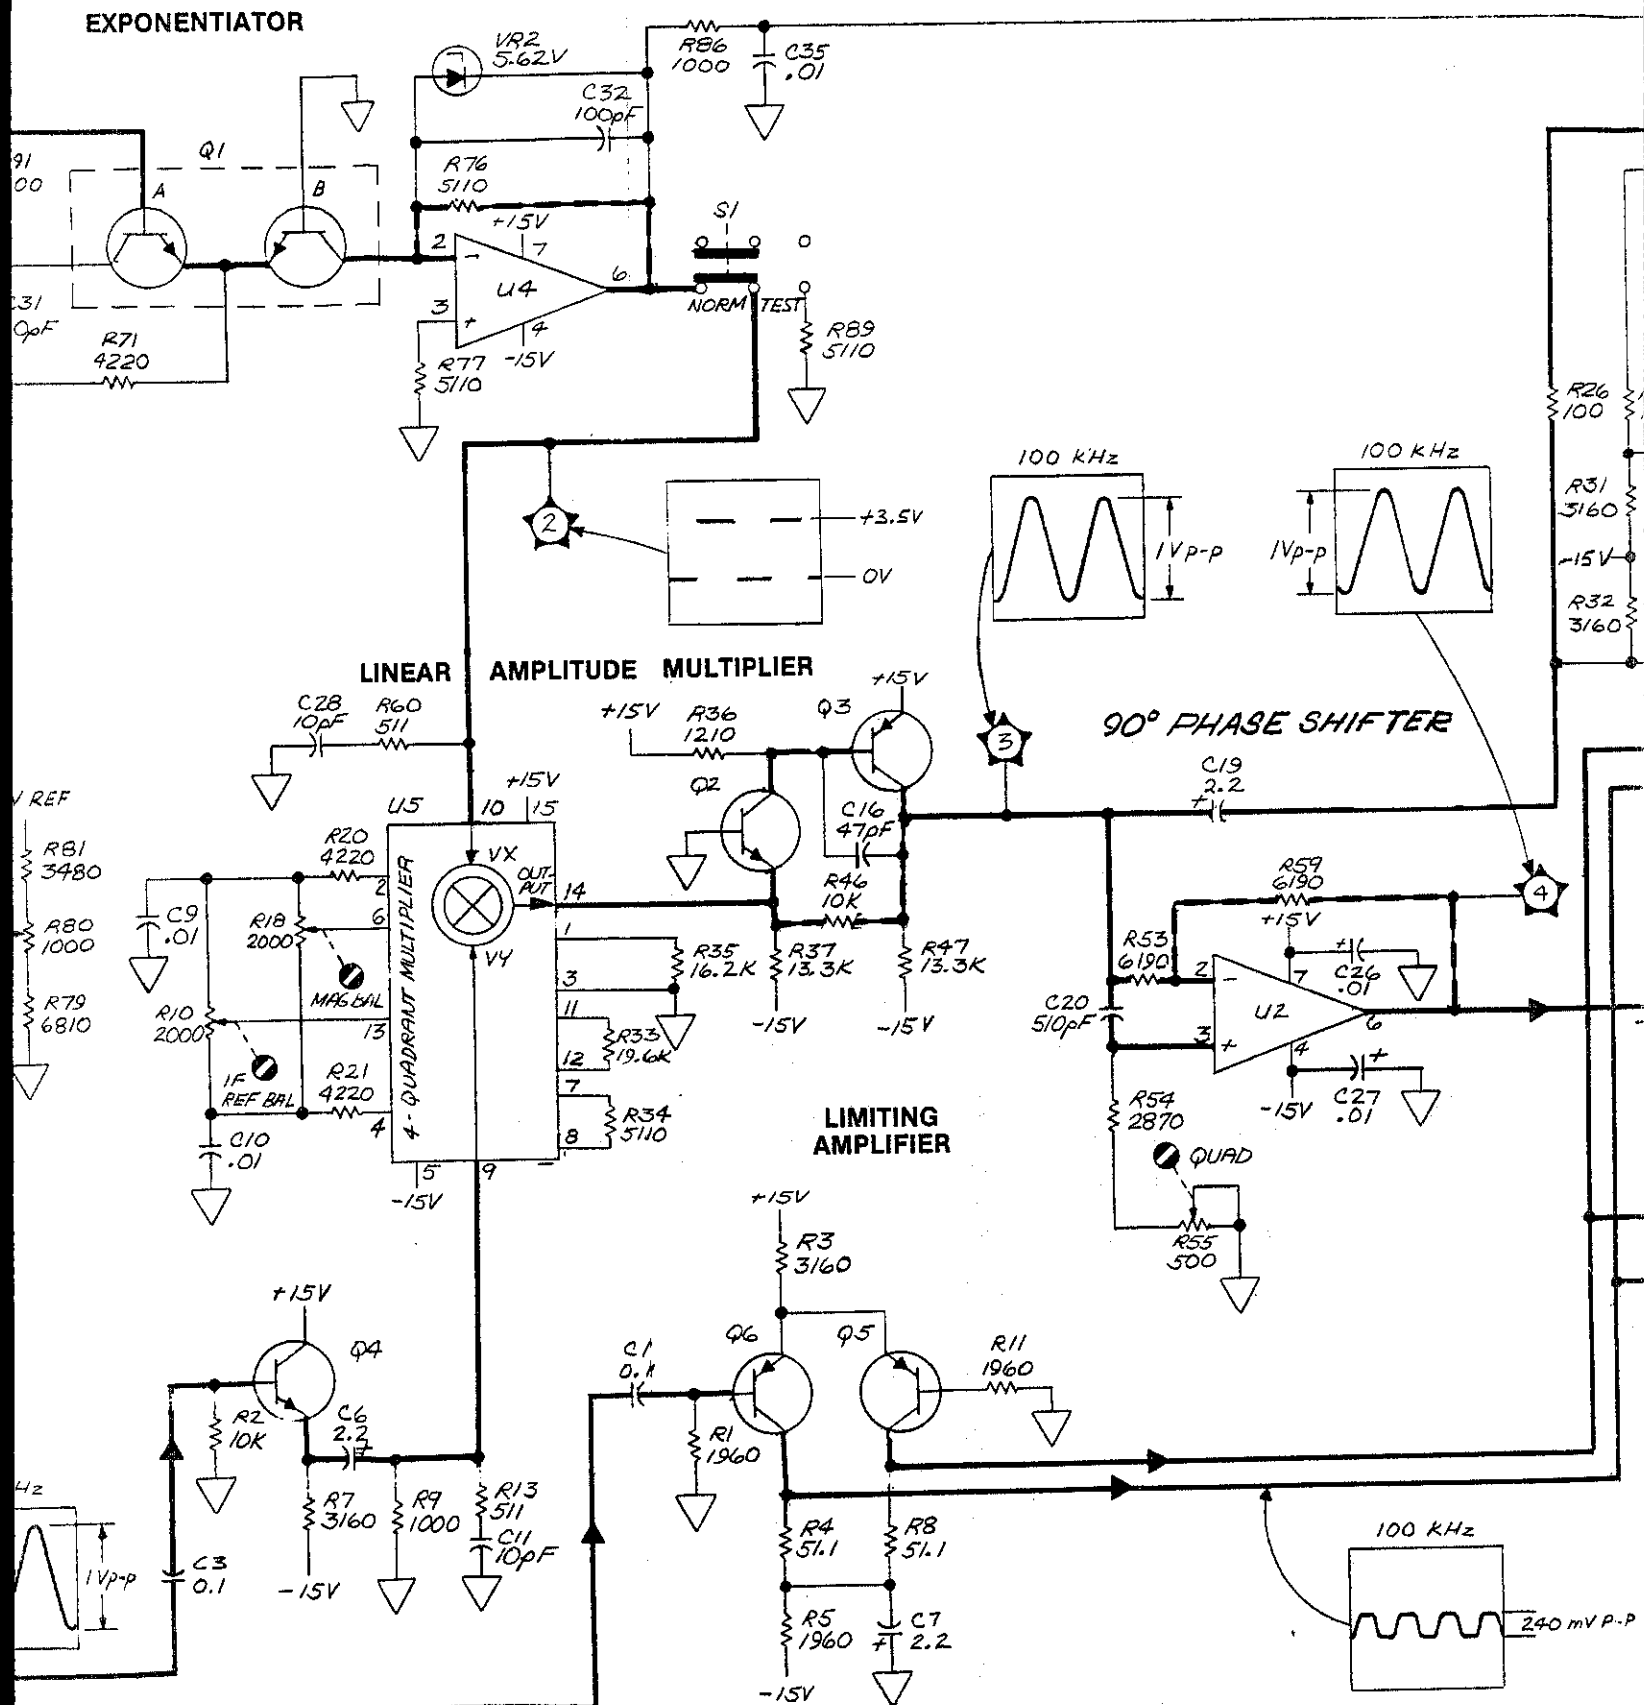 EXPONENTIATOR
VR2
5.62V
R86
1000
C35
.01
C32
100pF
91
00
Q1
A
B
R76
5110
+15V
2
7
-
U4
6
3
+
4
-15V
S1
NORM
TEST
R89
5110
C31
0pF
R71
4220
R77
5110
R26
100
2
+3.5V
0V
100 KHz
1Vp-p
100 KHz
1Vp-p
R31
3160
-15V
R32
3160
LINEAR AMPLITUDE MULTIPLIER
C28
10pF
R60
511
+15V
R36
1210
Q3
+15V
3
90° PHASE SHIFTER
V REF
U5
10
+15V
15
Q2
C16
47pF
C19
2.2
+
R81
3480
R20
4220
2
VX
OUT-
PUT
14
R46
10K
R59
6190
+15V
4
C9
.01
R18
2000
6
4-QUADRANT MULTIPLIER
1
R80
1000
MAG BAL
VY
3
R35
16.2K
R37
13.3K
R47
13.3K
R53
6190
2
-
7
+
C26
.01
R79
6810
R10
2000
13
11
-15V
-15V
C20
510pF
U2
6
3
+
4
R33
19.6K
12
IF
REF BAL
R21
4220
4
7
R34
5110
8
+
C27
.01
-15V
R54
2870
C10
.01
5
-15V
9
LIMITING
AMPLIFIER
QUAD
R55
500
+15V
R3
3160
+15V
Q4
Q6
Q5
R11
1960
C1
0.1
R2
10K
C6
2.2
+
R1
1960
Hz
1Vp-p
C3
0.1
R7
3160
-15V
R9
1000
R13
511
C11
10pF
R4
51.1
R8
51.1
R5
1960
+
C7
2.2
-15V
100 KHz
240 mV P-P